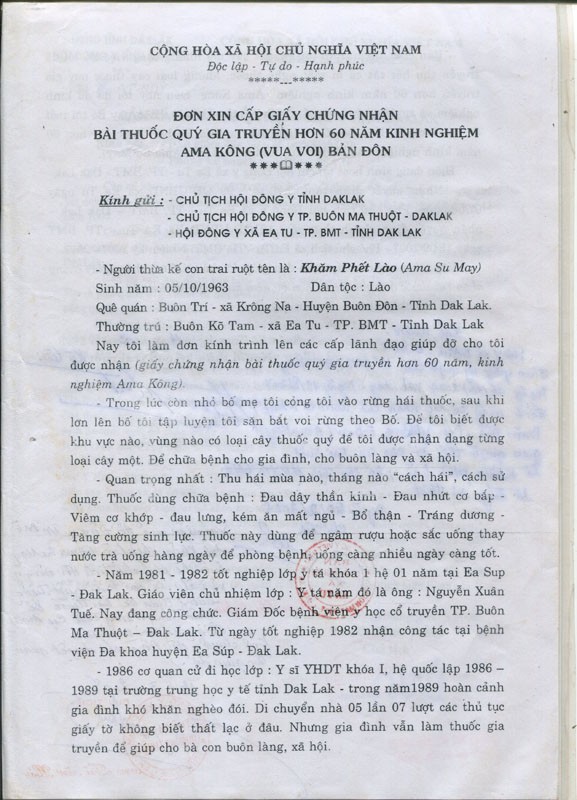 CỘNG HÒA XÃ HỘI CHỦ NGHĨA VIỆT NAM
Độc lập - Tự do - Hạnh phúc
*****---*****
ĐƠN XIN CẤP GIẤY CHỨNG NHẬN
BÀI THUỐC QUÝ GIA TRUYỀN HƠN 60 NĂM KINH NGHIỆM
AMA KÔNG (VUA VOI) BẢN ĐÔN
Kính gửi : - CHỦ TỊCH HỘI ĐÔNG Y TỈNH DAKLAK
- CHỦ TỊCH HỘI ĐÔNG Y TP. BUÔN MA THUỘT - DAKLAK
- HỘI ĐÔNG Y XÃ EA TU - TP. BMT - TỈNH DAK LAK
- Người thừa kế con trai ruột tên là : Khăm Phết Lào (Ama Su May)
Sinh năm : 05/10/1963 Dân tộc : Lào
Quê quán : Buôn Trí - xã Krông Na - Huyện Buôn Đôn - Tỉnh Dak Lak.
Thường trú : Buôn Kõ Tam - xã Ea Tu - TP. BMT - Tỉnh Dak Lak
Nay tôi làm đơn kính trình lên các cấp lãnh đạo giúp đỡ cho tôi
được nhận (giấy chứng nhận bài thuốc quý gia truyền hơn 60 năm, kinh
nghiệm Ama Kông).
- Trong lúc còn nhỏ bố mẹ tôi cóng tôi vào rừng hái thuốc, sau khi
lớn lên bố tôi tập luyện tôi săn bắt voi rừng theo Bố. Để tôi biết được
khu vực nào, vùng nào có loại cây thuốc quý để tôi được nhận dạng từng
loại cây một. Để chữa bệnh cho gia đình, cho buôn làng và xã hội.
- Quan trọng nhất : Thu hái mùa nào, tháng nào "cách hái", cách sử
dụng. Thuốc dùng chữa bệnh : Đau dây thần kinh - Đau nhứt cơ bắp -
Viêm cơ khớp - đau lưng, kém ăn mất ngủ - Bổ thận - Tráng dương -
Tăng cường sinh lực. Thuốc này dùng để ngâm rượu hoặc sắc uống thay
nước trà uống hàng ngày để phòng bệnh, uống càng nhiều ngày càng tốt.
- Năm 1981 - 1982 tốt nghiệp lớp y tá khóa 1 hệ 01 năm tại Ea Sup
- Đak Lak. Giáo viên chủ nhiệm lớp : Y tá năm đó là ông : Nguyễn Xuân
Tuế. Nay đang công chức. Giám Đốc bệnh viện y học cổ truyền TP. Buôn
Ma Thuột – Đak Lak. Từ ngày tốt nghiệp 1982 nhận công tác tại bệnh
viện Đa khoa huyện Ea Súp - Đak Lak.
- 1986 cơ quan cử đi học lớp : Y sĩ YHDT khóa I, hệ quốc lập 1986 –
1989 tại trường trung học y tế tỉnh Dak Lak - trong năm1989 hoàn cảnh
gia đình khó khăn nghèo đói. Di chuyển nhà 05 lần 07 lượt các thủ tục
giấy tờ không biết thất lạc ở đâu. Nhưng gia đình vẫn làm thuốc gia
truyền để giúp cho bà con buôn làng, xã hội.